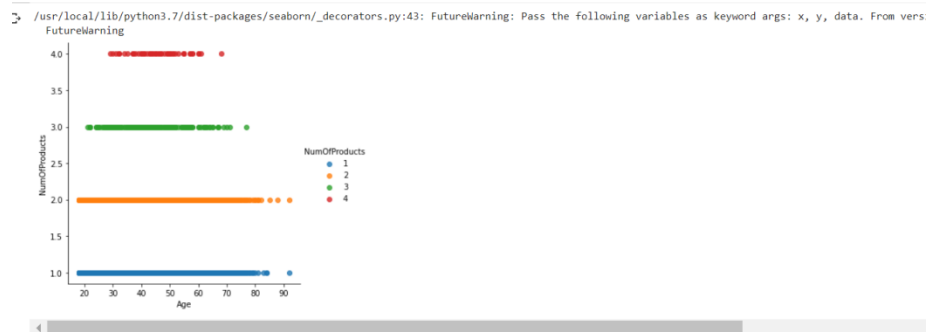 /usr/local/lib/python3.7/dist-packages/seaborn/_decorators.py:43: FutureWarning: Pass the following variables as keyword args: x, y, data. From
FutureWarning
4.0
3.5
3.0
2.5
2.0
1.5
1.0
NumOfProducts
20 30 40 50 60 70 80 90
Age
NumOfProducts
1
2
3
4